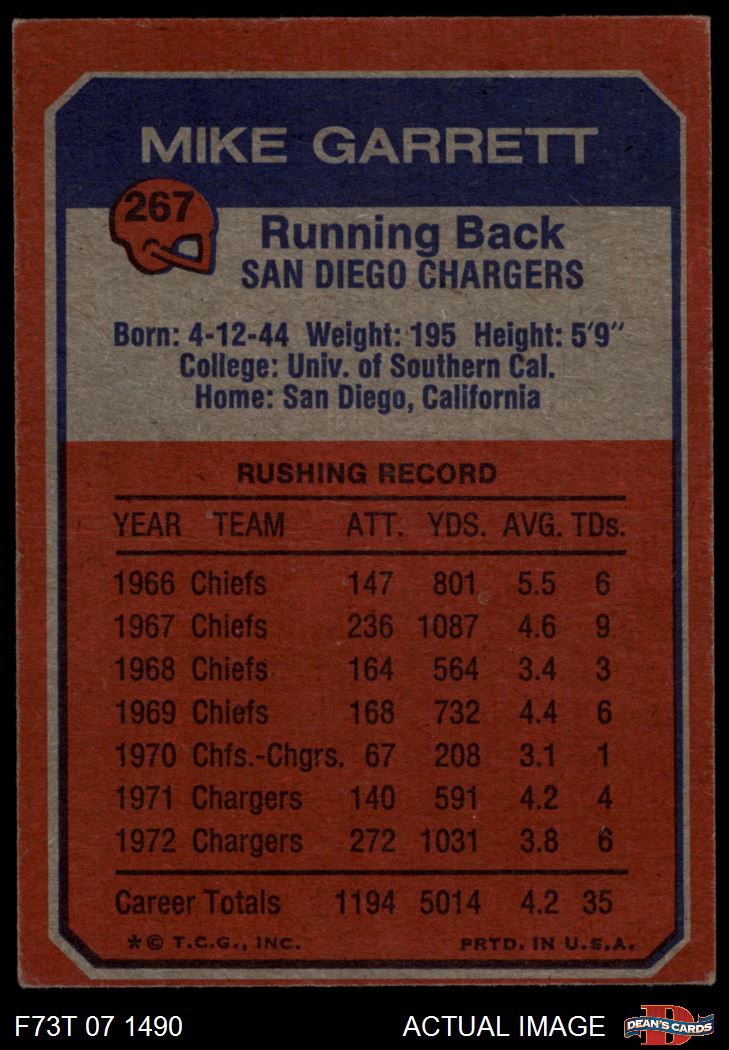 MIKE GARRETT
267
Running Back
SAN DIEGO CHARGERS
Born: 4-12-44 Weight: 195 Height: 5'9"
College: Univ. of Southern Cal.
Home: San Diego, California
RUSHING RECORD
YEAR TEAM ATT. YDS. AVG. TDs.
1966 Chiefs 147 801 5.5 6
1967 Chiefs 236 1087 4.6 9
1968 Chiefs 164 564 3.4 3
1969 Chiefs 168 732 4.4 6
1970 Chfs.-Chgrs. 67 208 3.1 1
1971 Chargers 140 591 4.2 4
1972 Chargers 272 1031 3.8 6
Career Totals 1194 5014 4.2 35
*© T.C.G., INC. PRTD. IN U.S.A.
F73T 07 1490 ACTUAL IMAGE D DEAN'S CARDS